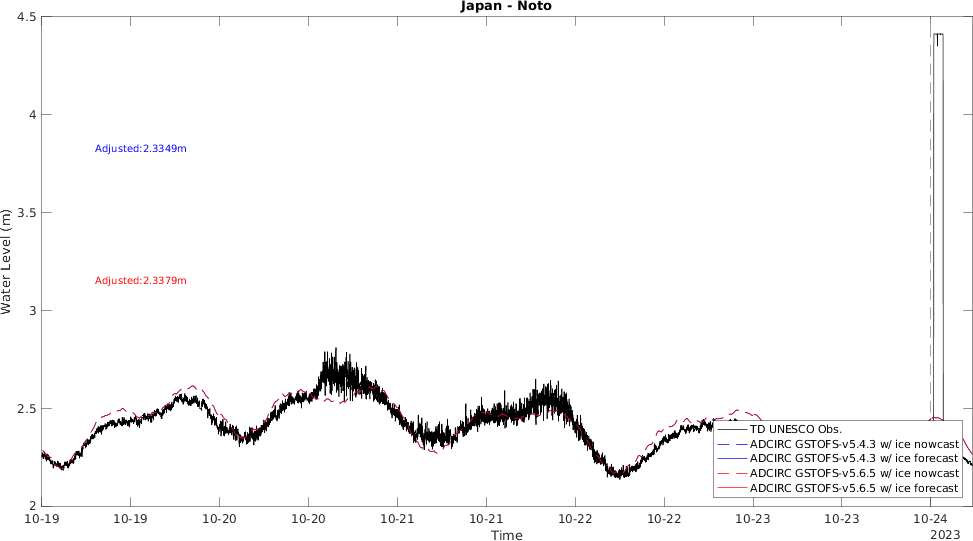 Japan - Noto
4.5
4
3.5
3
2.5
2
Water Level (m)
Adjusted:2.3349m
Adjusted:2.3379m
TD UNESCO Obs.
ADCIRC GSTOFS-v5.4.3 w/ ice nowcast
ADCIRC GSTOFS-v5.4.3 w/ ice forecast
ADCIRC GSTOFS-v5.6.5 w/ ice nowcast
ADCIRC GSTOFS-v5.6.5 w/ ice forecast
10-19 10-19 10-20 10-20 10-21 10-21 10-22 10-22 10-23 10-23 10-24
2023
Time